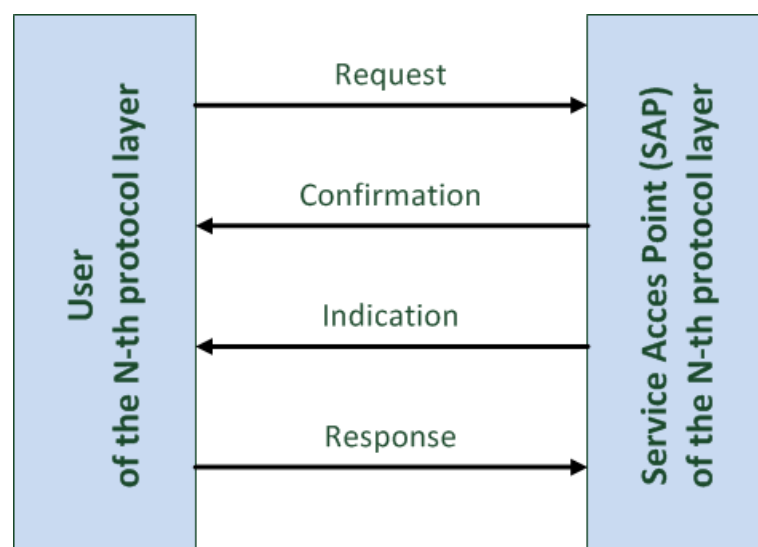 User
of the N-th protocol layer
Request
Confirmation
Indication
Response
Service Acces Point (SAP)
of the N-th protocol layer